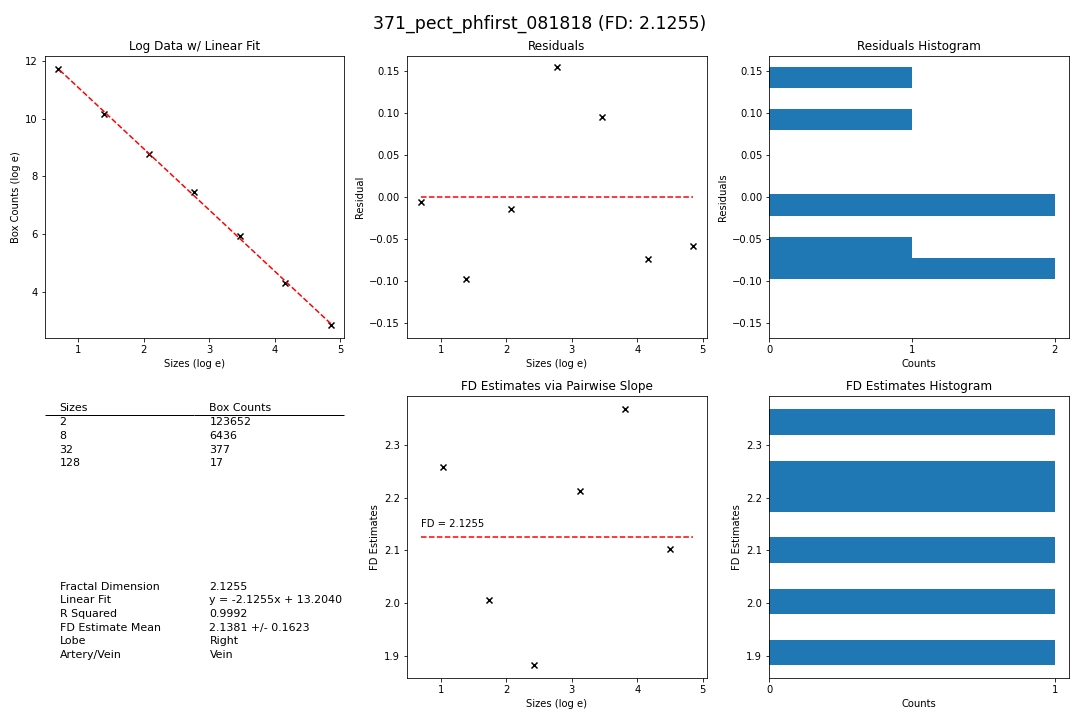 371_pect_phfirst_081818 (FD: 2.1255)
Log Data w/ Linear Fit
12
10
8
6
4
Box Counts (log e)
1 2 3 4 5
Sizes (log e)
Residuals
0.15
0.10
0.05
0.00
−0.05
−0.10
−0.15
Residual
1 2 3 4 5
Sizes (log e)
Residuals Histogram
0.15
0.10
0.05
0.00
−0.05
−0.10
−0.15
Residuals
0 1 2
Counts
Sizes Box Counts
2 123652
8 6436
32 377
128 17
Fractal Dimension 2.1255
Linear Fit y = -2.1255x + 13.2040
R Squared 0.9992
FD Estimate Mean 2.1381 +/- 0.1623
Lobe Right
Artery/Vein Vein
FD Estimates via Pairwise Slope
2.3
2.2
2.1
2.0
1.9
FD Estimates
FD = 2.1255
1 2 3 4 5
Sizes (log e)
FD Estimates Histogram
2.3
2.2
2.1
2.0
1.9
FD Estimates
0 1
Counts